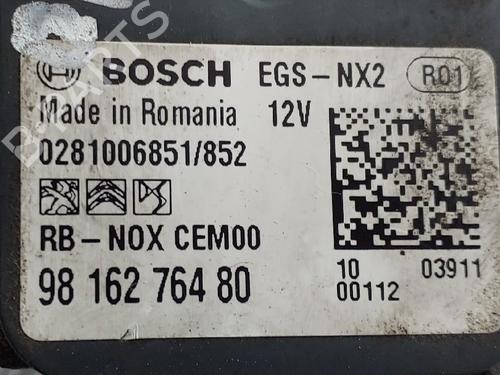 BOSCH EGS-NX2 R01
Made in Romania 12V
0281006851/852
RB-NOX CEM00
98 162 764 80
10 03911
00112